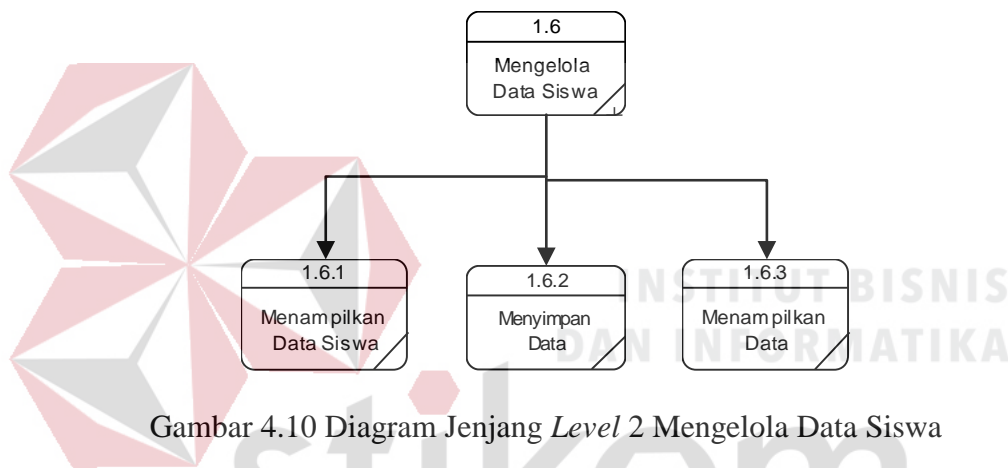 1.6
Mengelola
Data Siswa
1.6.1
Menampilkan
Data Siswa
1.6.2
Menyimpan
Data
1.6.3
Menampilkan
Data
INSTITUT BISNIS
DAN INFORMATIKA
Gambar 4.10 Diagram Jenjang Level 2 Mengelola Data Siswa
stikom